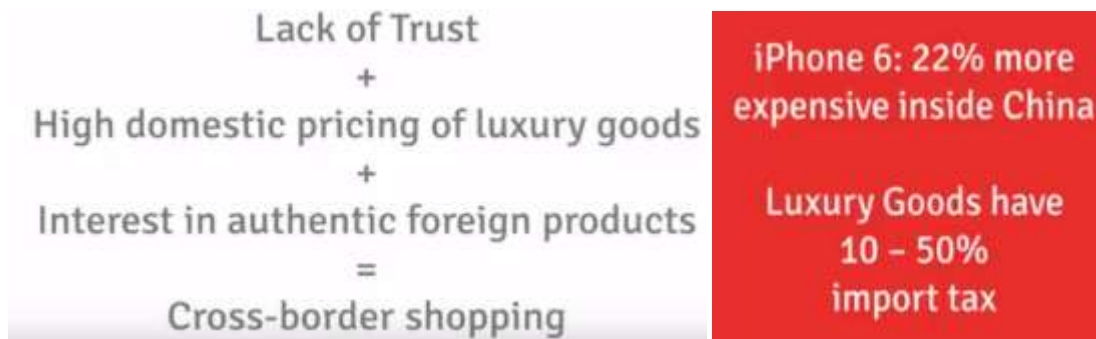 Lack of Trust
+
High domestic pricing of luxury goods
+
Interest in authentic foreign products
=
Cross-border shopping
iPhone 6: 22% more
expensive inside China
Luxury Goods have
10 – 50%
import tax